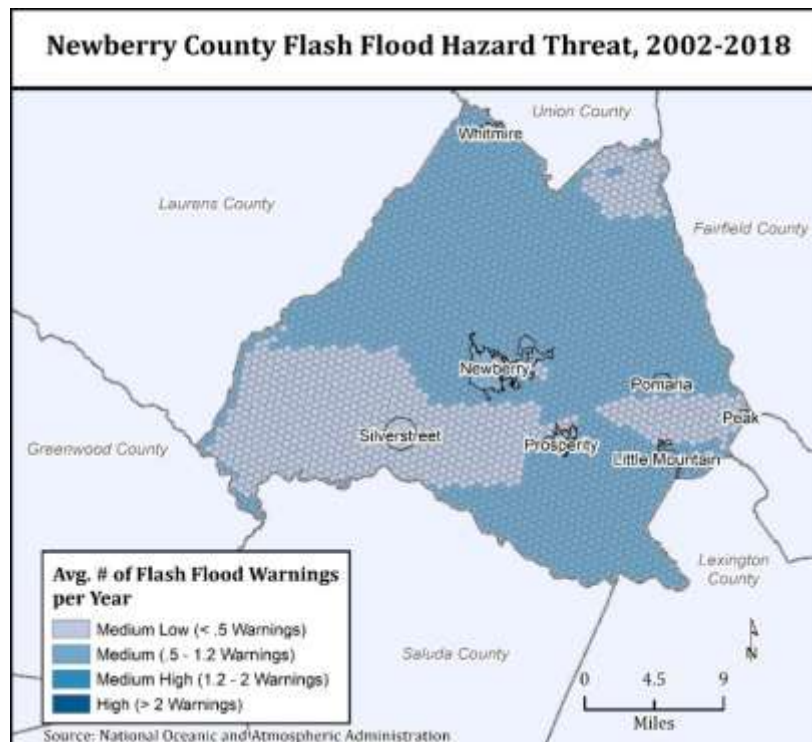 Newberry County Flash Flood Hazard Threat, 2002-2018
Union County
Whitmire
Laurens County
Fairfield County
Newberry
Pomaria
Peak
Silverstreet
Prosperity
Greenwood County
Little Mountain
Lexington
County
Avg. # of Flash Flood Warnings
per Year
Medium Low (< .5 Warnings)
Medium (.5 - 1.2 Warnings)
Medium High (1.2 - 2 Warnings)
High (> 2 Warnings)
Saluda County
N
0 4.5 9
Miles
Source: National Oceanic and Atmospheric Administration